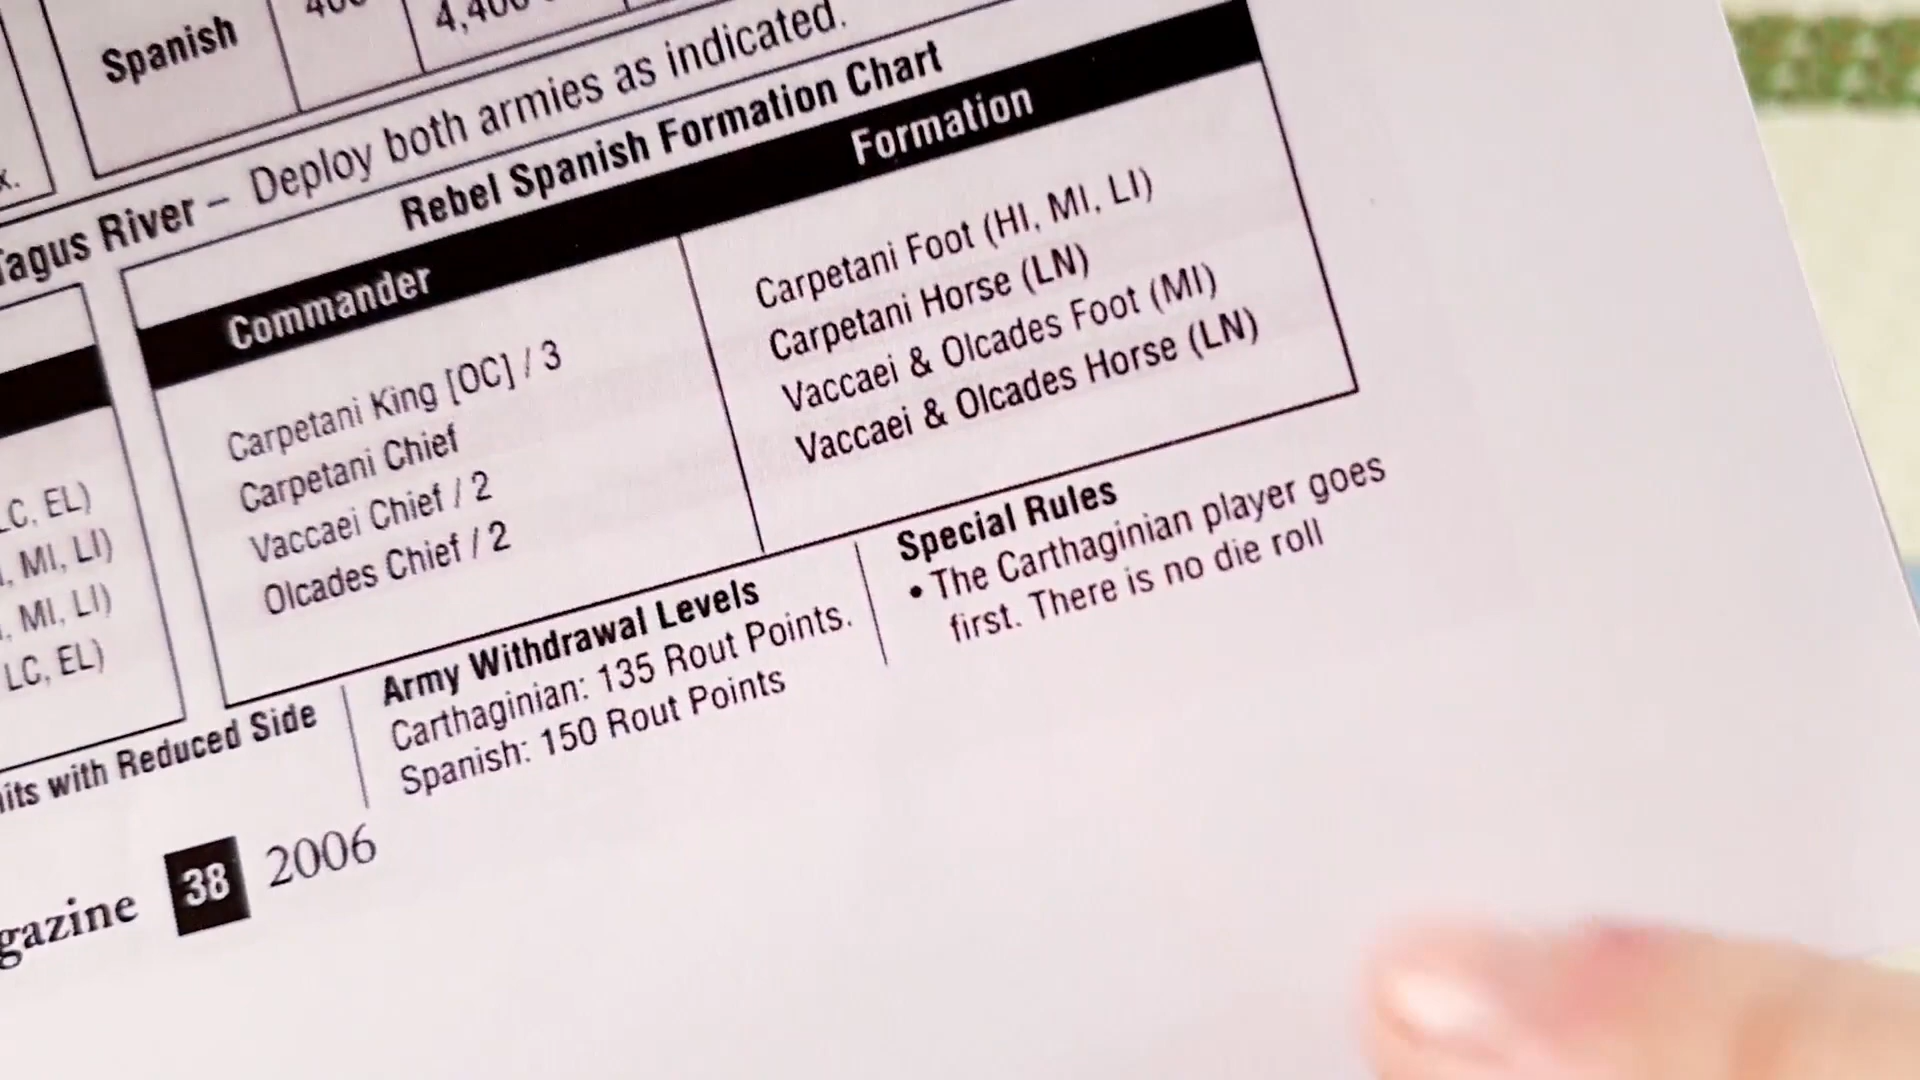 Spanish
4,400
Tagus River – Deploy both armies as indicated.
Rebel Spanish Formation Chart
Commander
Formation
Carpetani King [OC] / 3
Carpetani Chief
Vaccaei Chief / 2
Olcades Chief / 2
Carpetani Foot (HI, MI, LI)
Carpetani Horse (LN)
Vaccaei & Olcades Foot (MI)
Vaccaei & Olcades Horse (LN)
LC, EL)
, MI, LI)
, MI, LI)
LC, EL)
with Reduced Side
Army Withdrawal Levels
Carthaginian: 135 Rout Points.
Spanish: 150 Rout Points
Special Rules
• The Carthaginian player goes
first. There is no die roll
gazine 38 2006